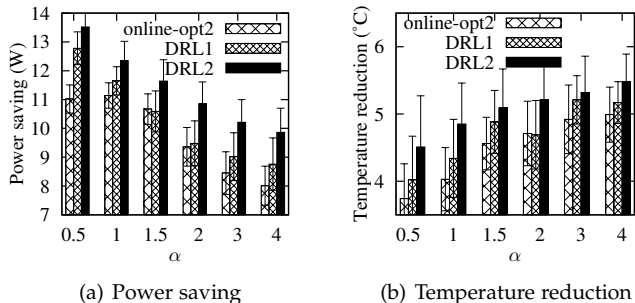 Power saving (W)
14
13
12
11
10
9
8
7
online-opt2
DRL1
DRL2
0.5 1 1.5 2 3 4
α
(a) Power saving
Temperature reduction (°C)
6
5
4
online-opt2
DRL1
DRL2
0.5 1 1.5 2 3 4
α
(b) Temperature reduction